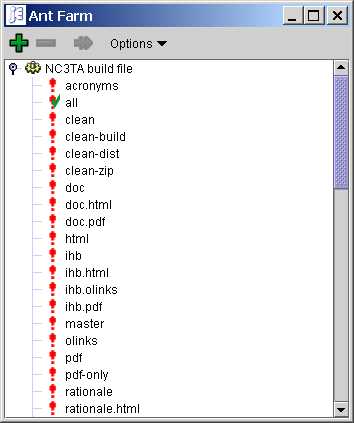 Ant Farm
Options
NC3TA build file
acronyms
all
clean
clean-build
clean-dist
clean-zip
doc
doc.html
doc.pdf
html
ihb
ihb.html
ihb.olinks
ihb.pdf
master
olinks
pdf
pdf-only
rationale
rationale.html